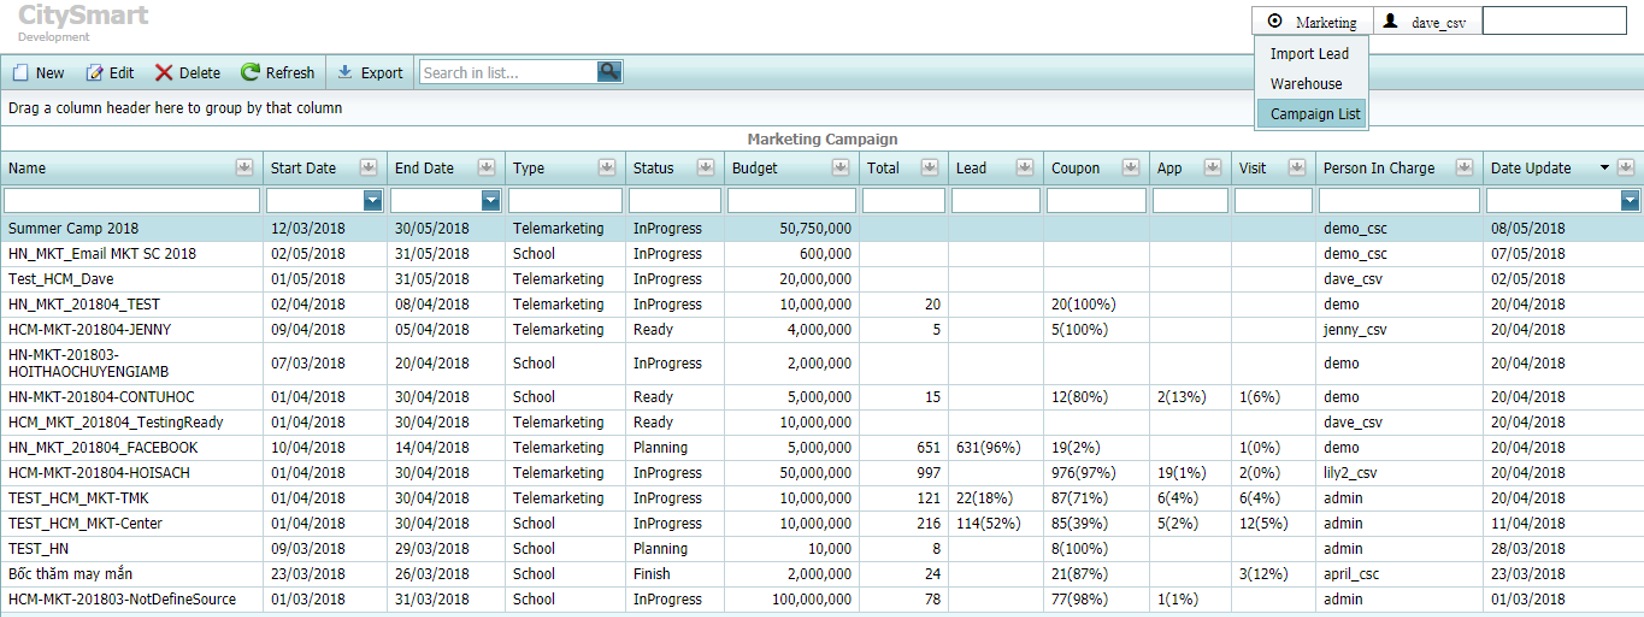 CitySmart
Development
Marketing dave_csv
Import Lead
Warehouse
Campaign List
New Edit Delete Refresh Export Search in list...
Drag a column header here to group by that column
Marketing Campaign
Name Start Date End Date Type Status Budget Total Lead Coupon App Visit Person In Charge Date Update
Summer Camp 2018 12/03/2018 30/05/2018 Telemarketing InProgress 50,750,000 demo_csc 08/05/2018
HN_MKT_Email MKT SC 2018 02/05/2018 31/05/2018 School InProgress 600,000 demo_csc 07/05/2018
Test_HCM_Dave 01/05/2018 31/05/2018 Telemarketing InProgress 20,000,000 dave_csv 02/05/2018
HN_MKT_201804_TEST 02/04/2018 08/04/2018 Telemarketing InProgress 10,000,000 20 20(100%) demo 20/04/2018
HCM-MKT-201804-JENNY 09/04/2018 05/04/2018 Telemarketing Ready 4,000,000 5 5(100%) jenny_csv 20/04/2018
HN-MKT-201803-
HOITHAOCHUYENGIAMB 07/03/2018 20/04/2018 School InProgress 2,000,000 demo 20/04/2018
HN-MKT-201804-CONTUHOC 01/04/2018 30/04/2018 School Ready 5,000,000 15 12(80%) 2(13%) 1(6%) demo 20/04/2018
HCM_MKT_201804_TestingReady 01/04/2018 30/04/2018 Telemarketing Ready 10,000,000 dave_csv 20/04/2018
HN_MKT_201804_FACEBOOK 10/04/2018 14/04/2018 Telemarketing Planning 5,000,000 651 631(96%) 19(2%) 1(0%) demo 20/04/2018
HCM-MKT-201804-HOISACH 01/04/2018 30/04/2018 Telemarketing InProgress 50,000,000 997 976(97%) 19(1%) 2(0%) lily2_csv 20/04/2018
TEST_HCM_MKT-TMK 01/04/2018 30/04/2018 Telemarketing InProgress 10,000,000 121 22(18%) 87(71%) 6(4%) 6(4%) admin 20/04/2018
TEST_HCM_MKT-Center 01/04/2018 30/04/2018 School InProgress 10,000,000 216 114(52%) 85(39%) 5(2%) 12(5%) admin 11/04/2018
TEST_HN 09/03/2018 29/03/2018 School Planning 10,000 8 8(100%) admin 28/03/2018
Bốc thăm may mắn 23/03/2018 26/03/2018 School Finish 2,000,000 24 21(87%) 3(12%) april_csc 23/03/2018
HCM-MKT-201803-NotDefineSource 01/03/2018 31/03/2018 School InProgress 100,000,000 78 77(98%) 1(1%) admin 01/03/2018